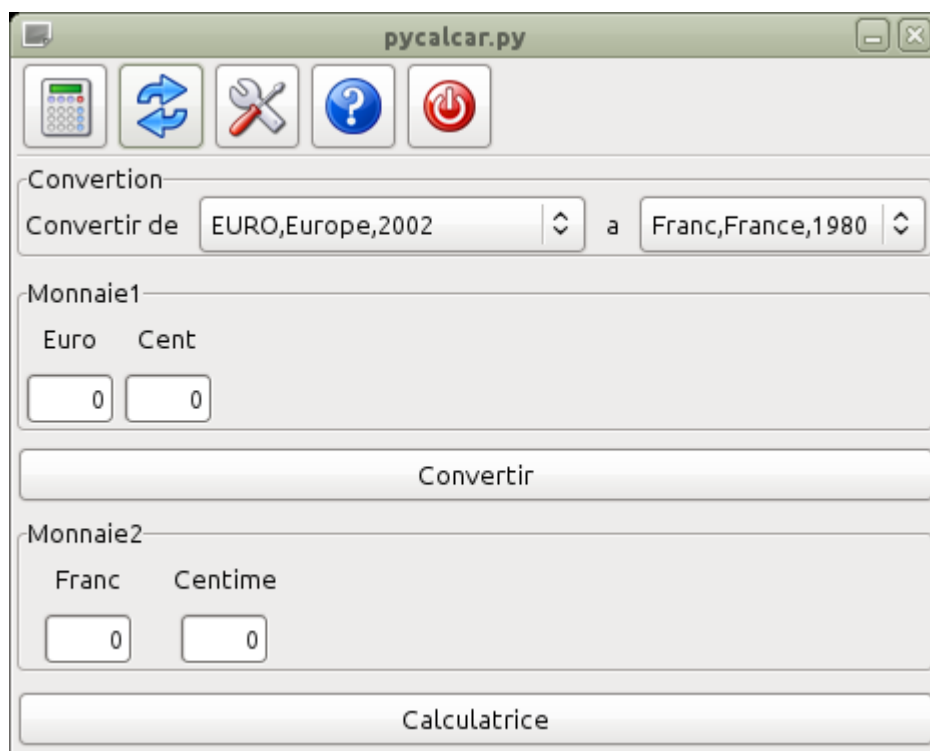 pycalcar.py
Convertion
Convertir de EURO,Europe,2002 a Franc,France,1980
Monnaie1
Euro Cent
0 0
Convertir
Monnaie2
Franc Centime
0 0
Calculatrice